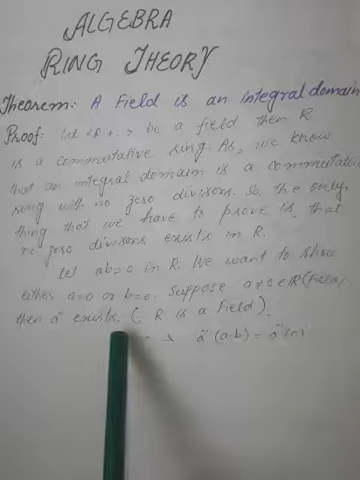 ALGEBRA
RING THEORY
Theorem: A Field is an integral domain
Proof: Let <R + . > be a field then R
is a commutative ring. As, we know
that an integral domain is a commutative
ring with no zero divisors. So, the only
thing that we have to prove is, that
no zero divisors exists in R.
Let ab=0 in R We want to show
either a=0 or b=0. Suppose a≠0 ∈ R (Field)
then a⁻¹ exists. (∵ R is a Field).
a⁻¹(a·b) = a⁻¹(0)